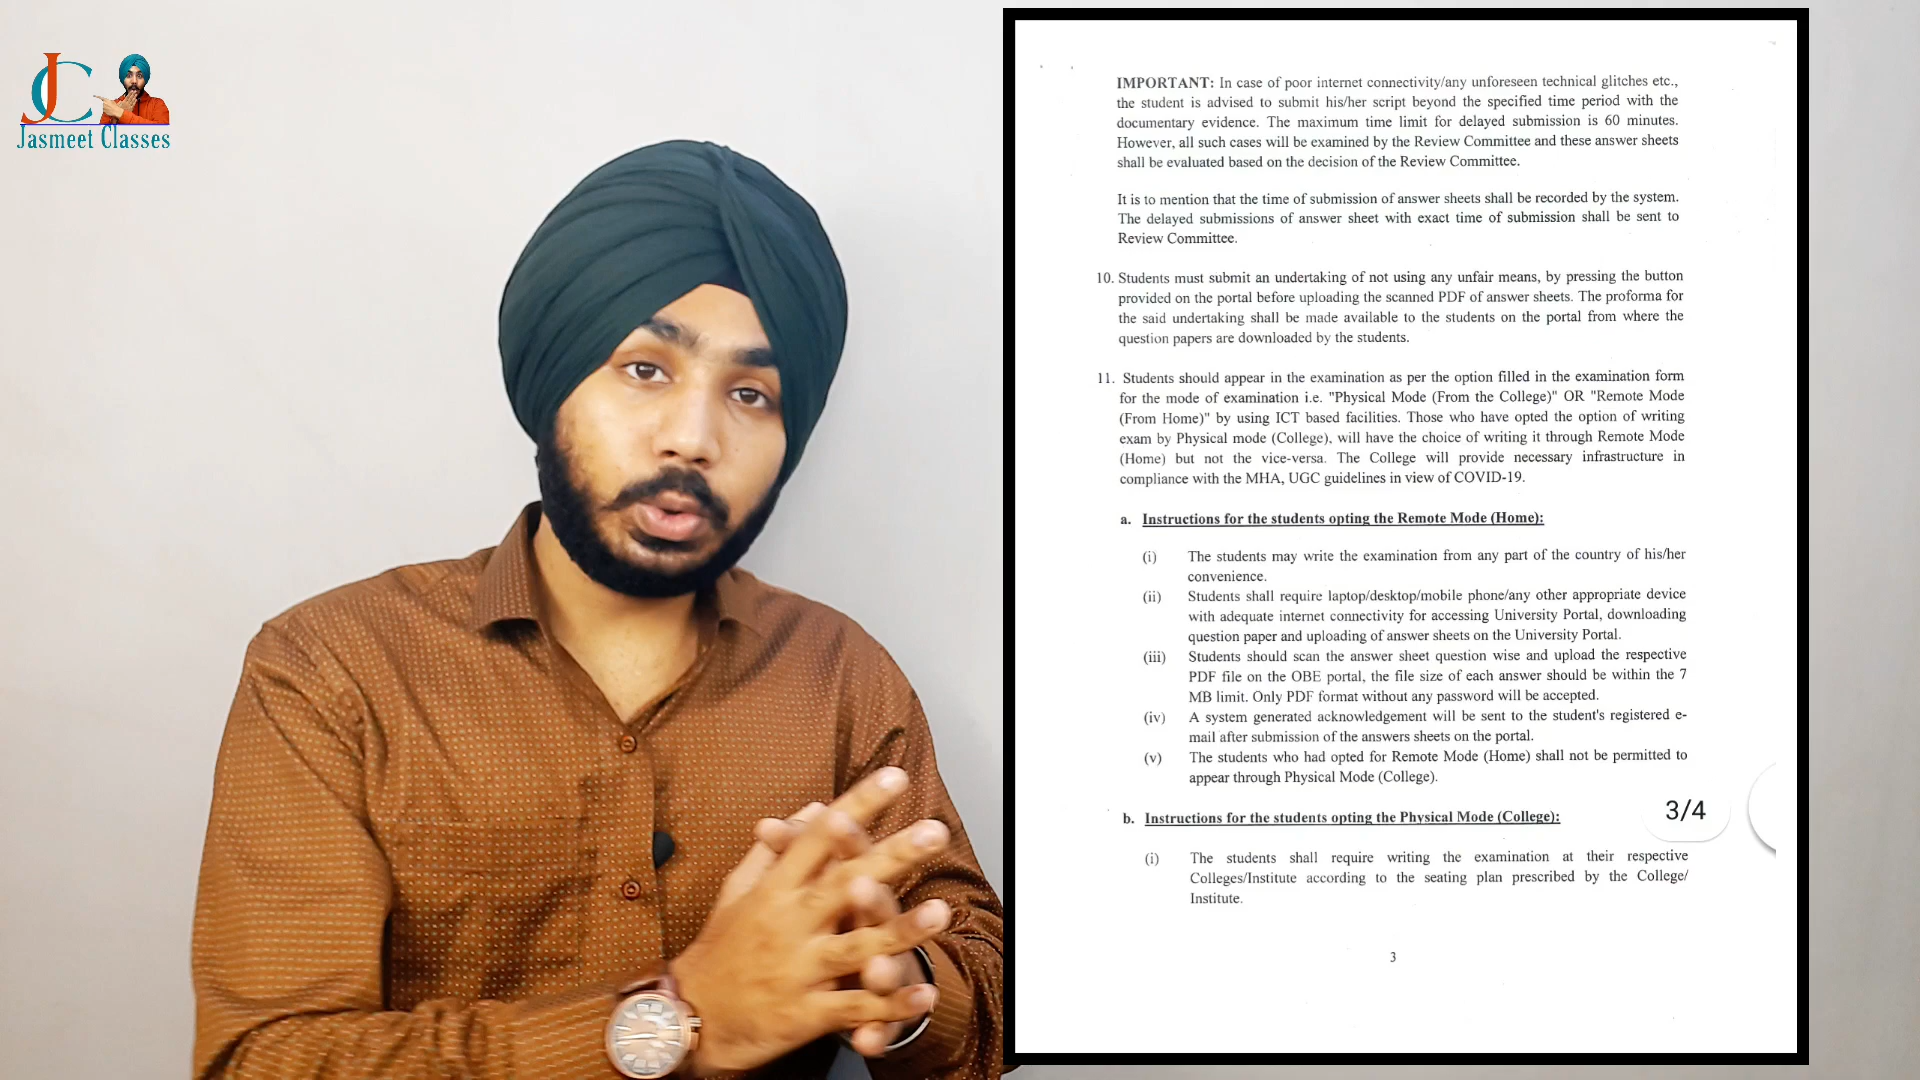 JC
Jasmeet Classes
IMPORTANT: In case of poor internet connectivity/any unforeseen technical glitches etc.,
the student is advised to submit his/her script beyond the specified time period with the
documentary evidence. The maximum time limit for delayed submission is 60 minutes.
However, all such cases will be examined by the Review Committee and these answer sheets
shall be evaluated based on the decision of the Review Committee.
It is to mention that the time of submission of answer sheets shall be recorded by the system.
The delayed submissions of answer sheet with exact time of submission shall be sent to
Review Committee.
10. Students must submit an undertaking of not using any unfair means, by pressing the button
provided on the portal before uploading the scanned PDF of answer sheets. The proforma for
the said undertaking shall be made available to the students on the portal from where the
question papers are downloaded by the students.
11. Students should appear in the examination as per the option filled in the examination form
for the mode of examination i.e. "Physical Mode (From the College)" OR "Remote Mode
(From Home)" by using ICT based facilities. Those who have opted the option of writing
exam by Physical mode (College), will have the choice of writing it through Remote Mode
(Home) but not the vice-versa. The College will provide necessary infrastructure in
compliance with the MHA, UGC guidelines in view of COVID-19.
a. Instructions for the students opting the Remote Mode (Home):
(i) The students may write the examination from any part of the country of his/her
convenience.
(ii) Students shall require laptop/desktop/mobile phone/any other appropriate device
with adequate internet connectivity for accessing University Portal, downloading
question paper and uploading of answer sheets on the University Portal.
(iii) Students should scan the answer sheet question wise and upload the respective
PDF file on the OBE portal, the file size of each answer should be within the 7
MB limit. Only PDF format without any password will be accepted.
(iv) A system generated acknowledgement will be sent to the student's registered e-
mail after submission of the answers sheets on the portal.
(v) The students who had opted for Remote Mode (Home) shall not be permitted to
appear through Physical Mode (College).
b. Instructions for the students opting the Physical Mode (College):
3/4
(i) The students shall require writing the examination at their respective
Colleges/Institute according to the seating plan prescribed by the College/
Institute.
3